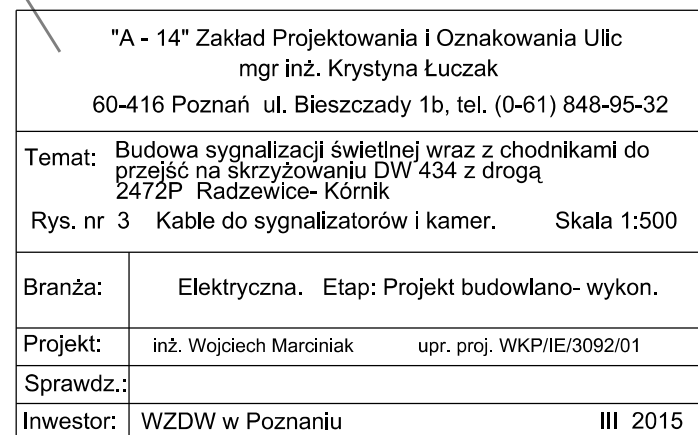 "A - 14" Zakład Projektowania i Oznakowania Ulic
mgr inż. Krystyna Łuczak
60-416 Poznań ul. Bieszczady 1b, tel. (0-61) 848-95-32
Temat: Budowa sygnalizacji świetlnej wraz z chodnikami do
przejść na skrzyżowaniu DW 434 z drogą
2472P Radzewice- Kórnik
Rys. nr 3 Kable do sygnalizatorów i kamer. Skala 1:500
Branża: Elektryczna. Etap: Projekt budowlano- wykon.
Projekt: inż. Wojciech Marciniak upr. proj. WKP/IE/3092/01
Sprawdz.:
Inwestor: WZDW w Poznaniu III 2015